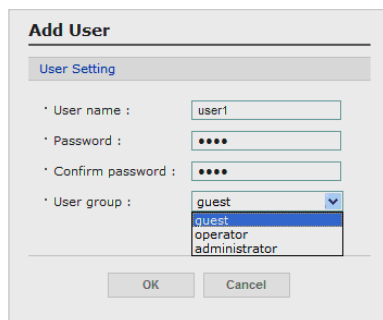 Add User
User Setting
· User name : user1
· Password : ••••
· Confirm password : ••••
· User group : guest
guest
operator
administrator
OK Cancel